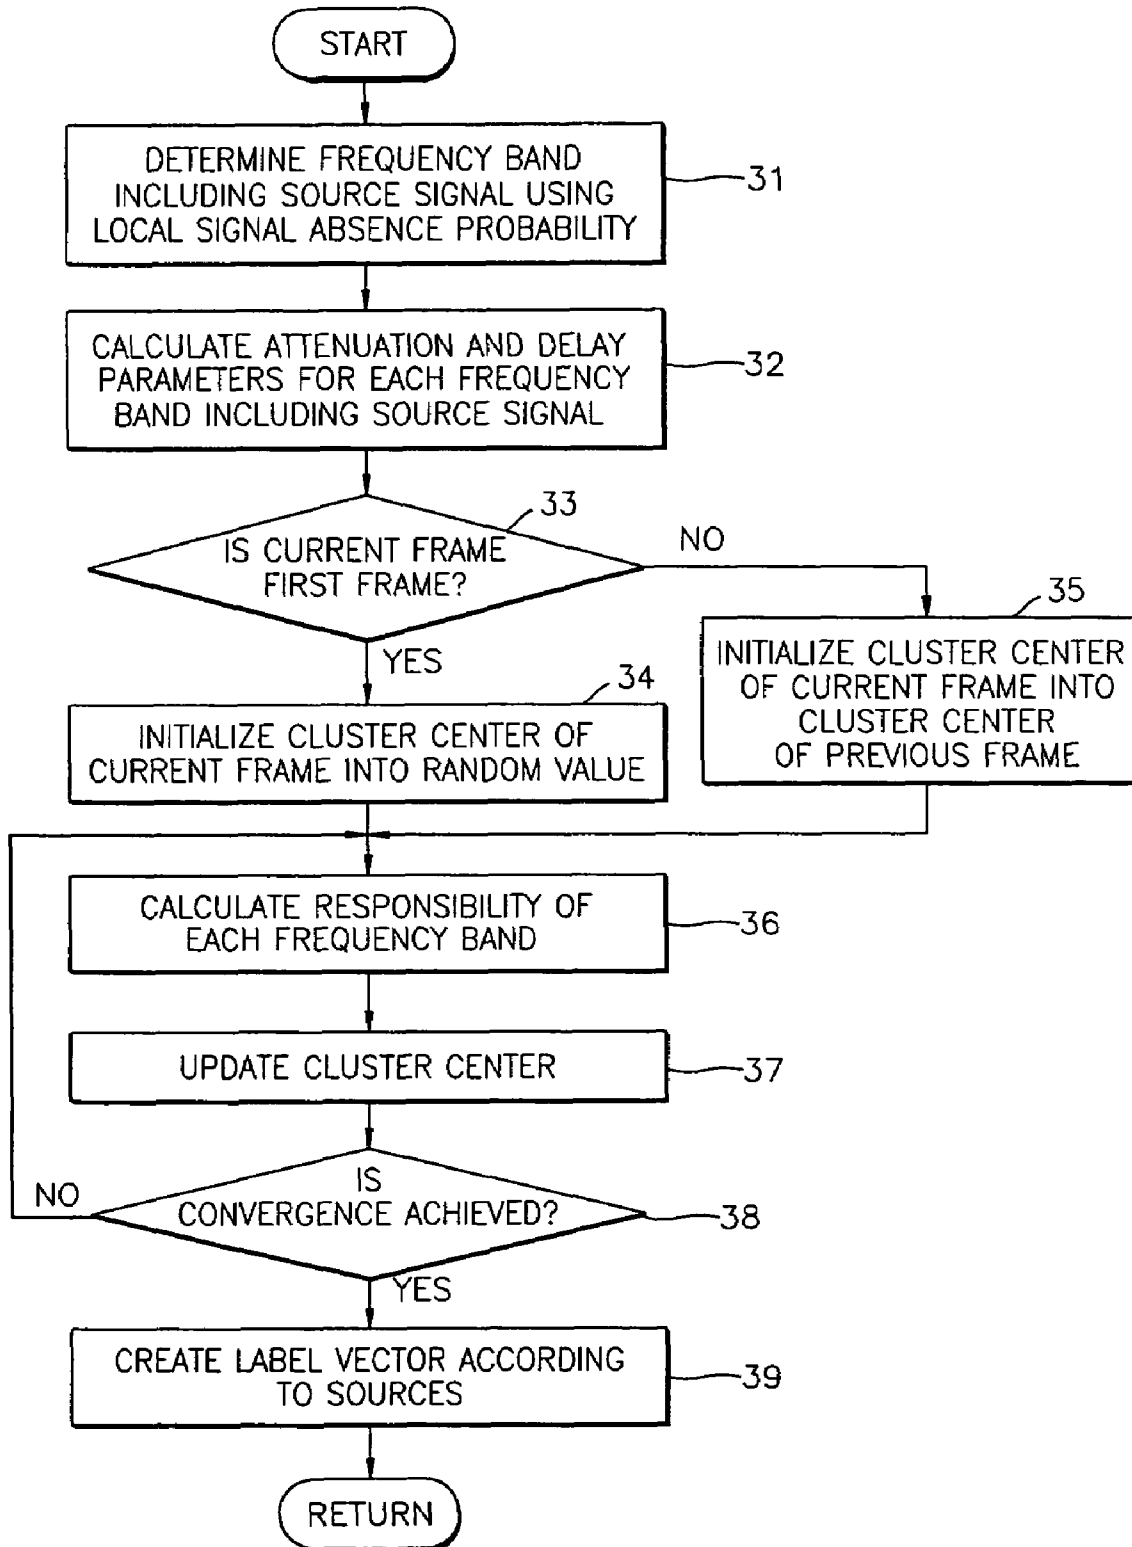 START
DETERMINE FREQUENCY BAND
INCLUDING SOURCE SIGNAL USING
LOCAL SIGNAL ABSENCE PROBABILITY
31
CALCULATE ATTENUATION AND DELAY
PARAMETERS FOR EACH FREQUENCY
BAND INCLUDING SOURCE SIGNAL
32
33
IS CURRENT FRAME
FIRST FRAME?
NO
YES
35
INITIALIZE CLUSTER CENTER
OF CURRENT FRAME INTO
CLUSTER CENTER
OF PREVIOUS FRAME
34
INITIALIZE CLUSTER CENTER OF
CURRENT FRAME INTO RANDOM VALUE
CALCULATE RESPONSIBILITY OF
EACH FREQUENCY BAND
36
UPDATE CLUSTER CENTER
37
IS
CONVERGENCE ACHIEVED?
38
NO
YES
CREATE LABEL VECTOR ACCORDING
TO SOURCES
39
RETURN